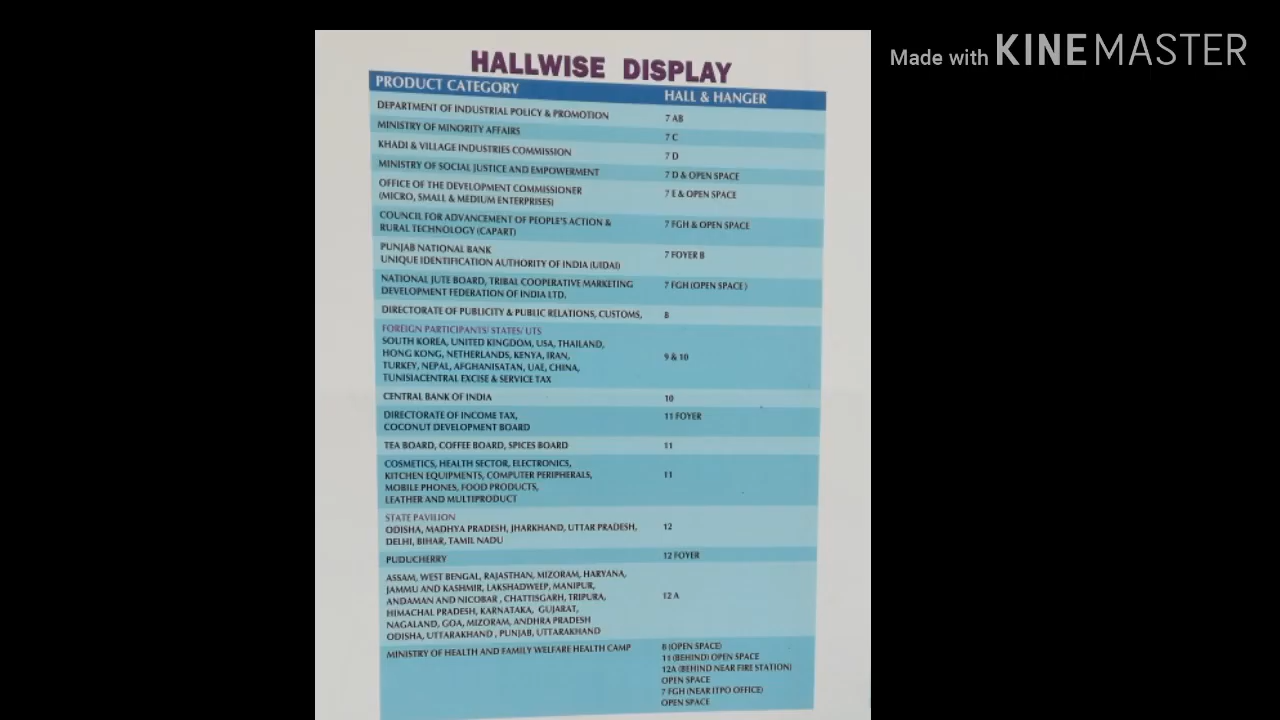 Made with KINEMASTER
HALLWISE DISPLAY
PRODUCT CATEGORY HALL & HANGER
DEPARTMENT OF INDUSTRIAL POLICY & PROMOTION 7 AB
MINISTRY OF MINORITY AFFAIRS 7 C
KHADI & VILLAGE INDUSTRIES COMMISSION 7 D
MINISTRY OF SOCIAL JUSTICE AND EMPOWERMENT 7 D & OPEN SPACE
OFFICE OF THE DEVELOPMENT COMMISSIONER 7 E & OPEN SPACE
(MICRO, SMALL & MEDIUM ENTERPRISES)
COUNCIL FOR ADVANCEMENT OF PEOPLE'S ACTION & 7 FGH & OPEN SPACE
RURAL TECHNOLOGY (CAPART)
PUNJAB NATIONAL BANK 7 FOYER B
UNIQUE IDENTIFICATION AUTHORITY OF INDIA (UIDAI)
NATIONAL JUTE BOARD, TRIBAL COOPERATIVE MARKETING 7 FGH (OPEN SPACE )
DEVELOPMENT FEDERATION OF INDIA LTD.
DIRECTORATE OF PUBLICITY & PUBLIC RELATIONS, CUSTOMS, 8
FOREIGN PARTICIPANTS/ STATES/ UTS
SOUTH KOREA, UNITED KINGDOM, USA, THAILAND,
HONG KONG, NETHERLANDS, KENYA, IRAN, 9 & 10
TURKEY, NEPAL, AFGHANISATAN, UAE, CHINA,
TUNISIACENTRAL EXCISE & SERVICE TAX
CENTRAL BANK OF INDIA 10
DIRECTORATE OF INCOME TAX, 11 FOYER
COCONUT DEVELOPMENT BOARD
TEA BOARD, COFFEE BOARD, SPICES BOARD 11
COSMETICS, HEALTH SECTOR, ELECTRONICS,
KITCHEN EQUIPMENTS, COMPUTER PERIPHERALS, 11
MOBILE PHONES, FOOD PRODUCTS,
LEATHER AND MULTIPRODUCT
STATE PAVILION
ODISHA, MADHYA PRADESH, JHARKHAND, UTTAR PRADESH, 12
DELHI, BIHAR, TAMIL NADU
PUDUCHERRY 12 FOYER
ASSAM, WEST BENGAL, RAJASTHAN, MIZORAM, HARYANA,
JAMMU AND KASHMIR, LAKSHADWEEP, MANIPUR,
ANDAMAN AND NICOBAR , CHATTISGARH, TRIPURA, 12 A
HIMACHAL PRADESH, KARNATAKA, GUJARAT,
NAGALAND, GOA, MIZORAM, ANDHRA PRADESH
ODISHA, UTTARAKHAND , PUNJAB, UTTARAKHAND
MINISTRY OF HEALTH AND FAMILY WELFARE HEALTH CAMP 8 (OPEN SPACE)
11 (BEHIND) OPEN SPACE
12A (BEHIND NEAR FIRE STATION)
OPEN SPACE
7 FGH (NEAR ITPO OFFICE)
OPEN SPACE